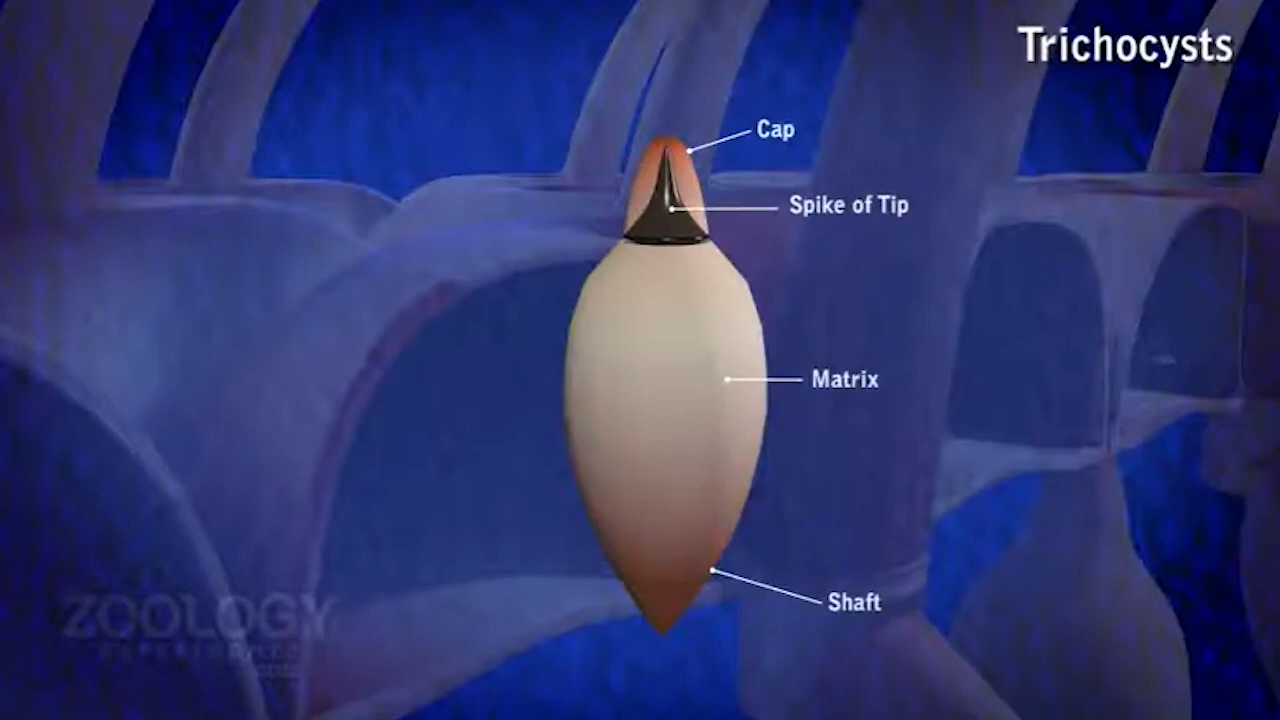 Trichocysts
Cap
Spike of Tip
Matrix
Shaft
ZOOLOGY